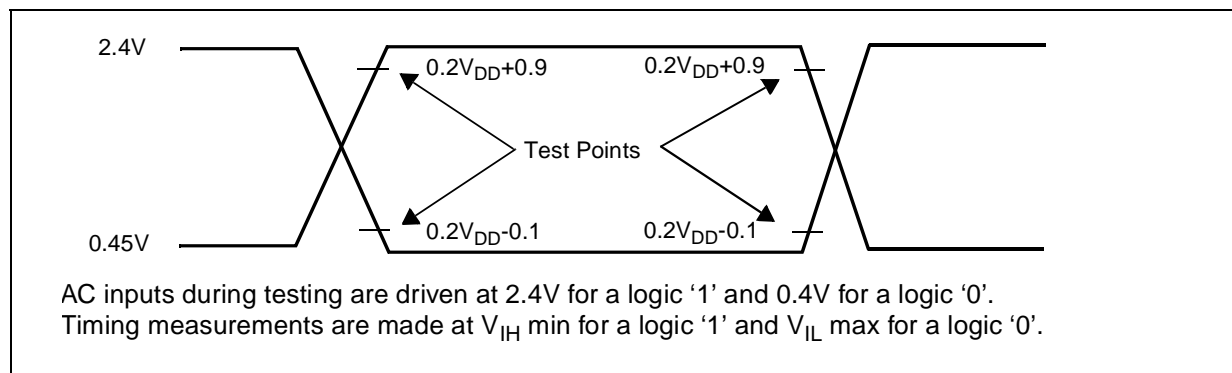 2.4V
0.2VDD+0.9 0.2VDD+0.9
Test Points
0.45V
0.2VDD-0.1 0.2VDD-0.1
AC inputs during testing are driven at 2.4V for a logic ‘1’ and 0.4V for a logic ‘0’.
Timing measurements are made at VIH min for a logic ‘1’ and VIL max for a logic ‘0’.